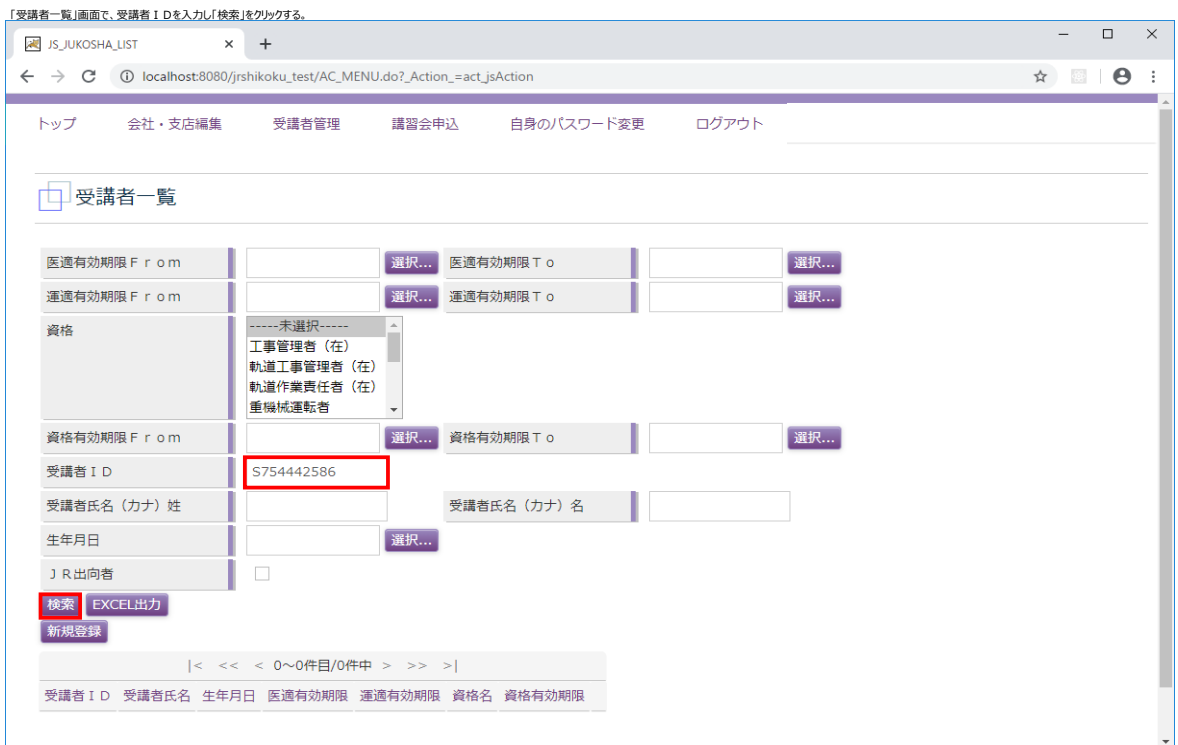 「受講者一覧」画面で、受講者ＩＤを入力し「検索」をクリックする。
JS_JUKOSHA_LIST
localhost:8080/jrshikoku_test/AC_MENU.do?_Action_=act_jsAction
トップ 会社・支店編集 受講者管理 講習会申込 自身のパスワード変更 ログアウト
受講者一覧
医適有効期限Ｆｒｏｍ 選択... 医適有効期限Ｔｏ 選択...
運適有効期限Ｆｒｏｍ 選択... 運適有効期限Ｔｏ 選択...
資格 -----未選択-----
工事管理者（在）
軌道工事管理者（在）
軌道作業責任者（在）
重機械運転者
資格有効期限Ｆｒｏｍ 選択... 資格有効期限Ｔｏ 選択...
受講者ＩＤ S754442586
受講者氏名（カナ）姓 受講者氏名（カナ）名
生年月日 選択...
ＪＲ出向者
検索 EXCEL出力
新規登録
|< << < 0～0件目/0件中 > >> >|
受講者ＩＤ 受講者氏名 生年月日 医適有効期限 運適有効期限 資格名 資格有効期限